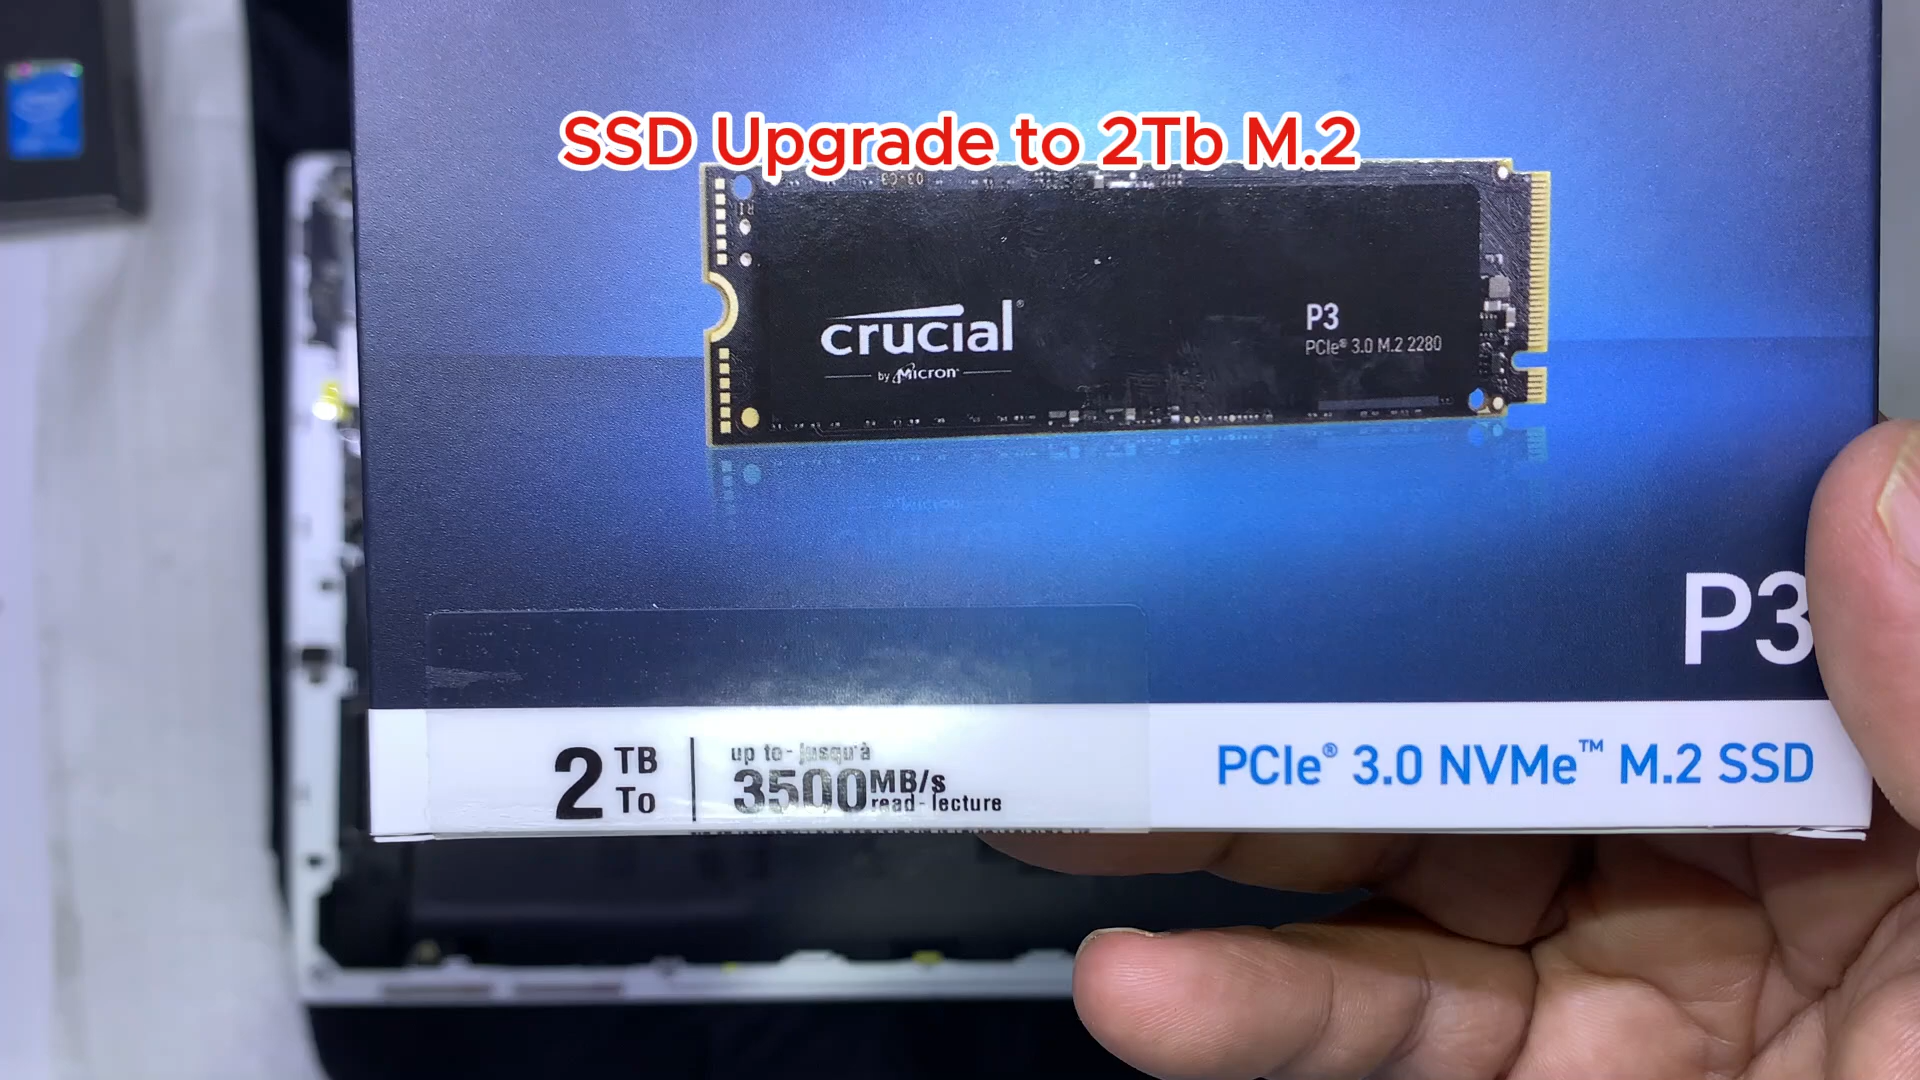 SSD Upgrade to 2Tb M.2
crucial®
by Micron®
P3
PCIe® 3.0 M.2 2280
P3
2 TB
To
up to - jusqu'à
3500MB/s
read - lecture
PCIe® 3.0 NVMe™ M.2 SSD